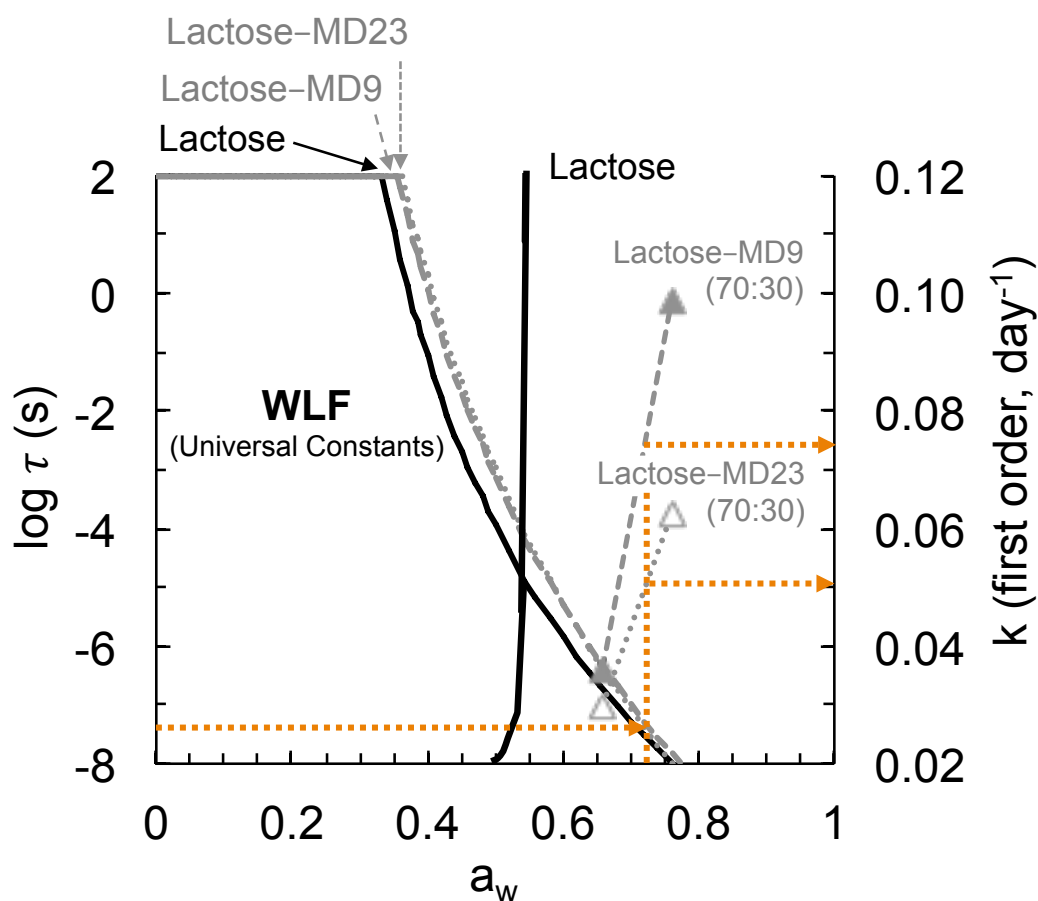 Lactose–MD23
Lactose–MD9
Lactose
Lactose
2
0
-2
-4
-6
-8
log τ (s)
WLF
(Universal Constants)
Lactose–MD9
(70:30)
Lactose–MD23
(70:30)
0.12
0.10
0.08
0.06
0.04
0.02
k (first order, day-1)
0 0.2 0.4 0.6 0.8 1
aw